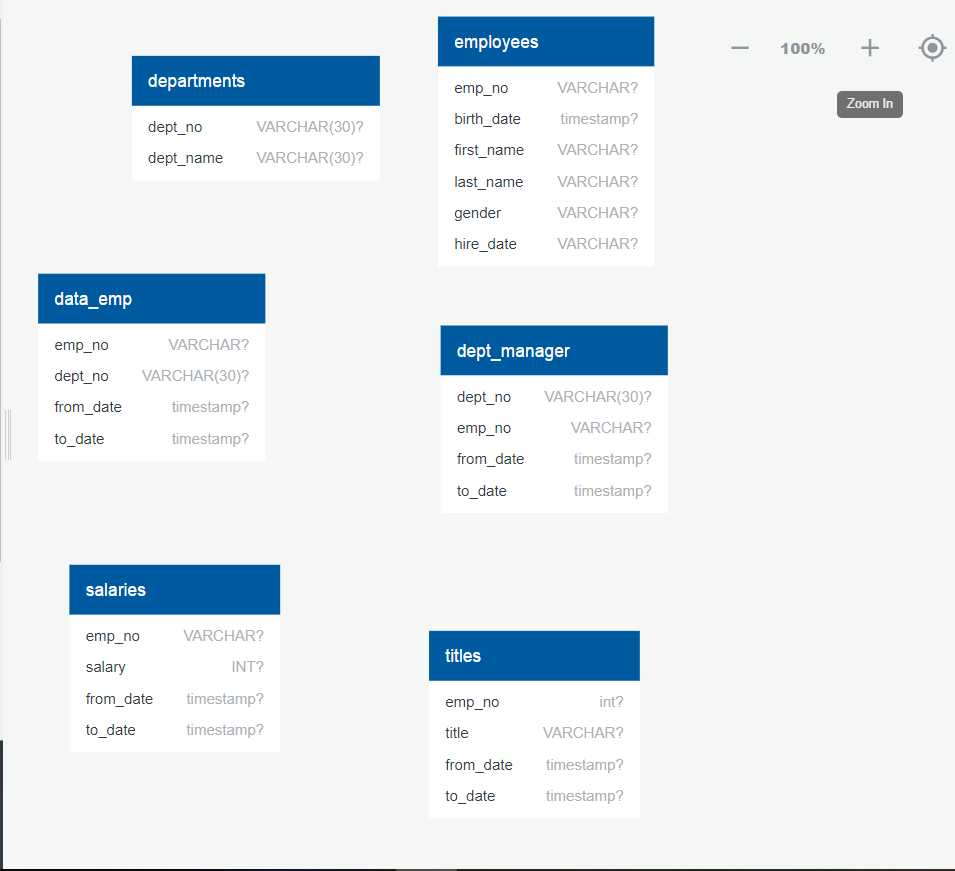 employees
100%
departments
emp_no VARCHAR?
Zoom In
birth_date timestamp?
dept_no VARCHAR(30)?
first_name VARCHAR?
dept_name VARCHAR(30)?
last_name VARCHAR?
gender VARCHAR?
hire_date VARCHAR?
data_emp
emp_no VARCHAR?
dept_no VARCHAR(30)?
from_date timestamp?
to_date timestamp?
dept_manager
dept_no VARCHAR(30)?
emp_no VARCHAR?
from_date timestamp?
to_date timestamp?
salaries
emp_no VARCHAR?
salary INT?
from_date timestamp?
to_date timestamp?
titles
emp_no int?
title VARCHAR?
from_date timestamp?
to_date timestamp?